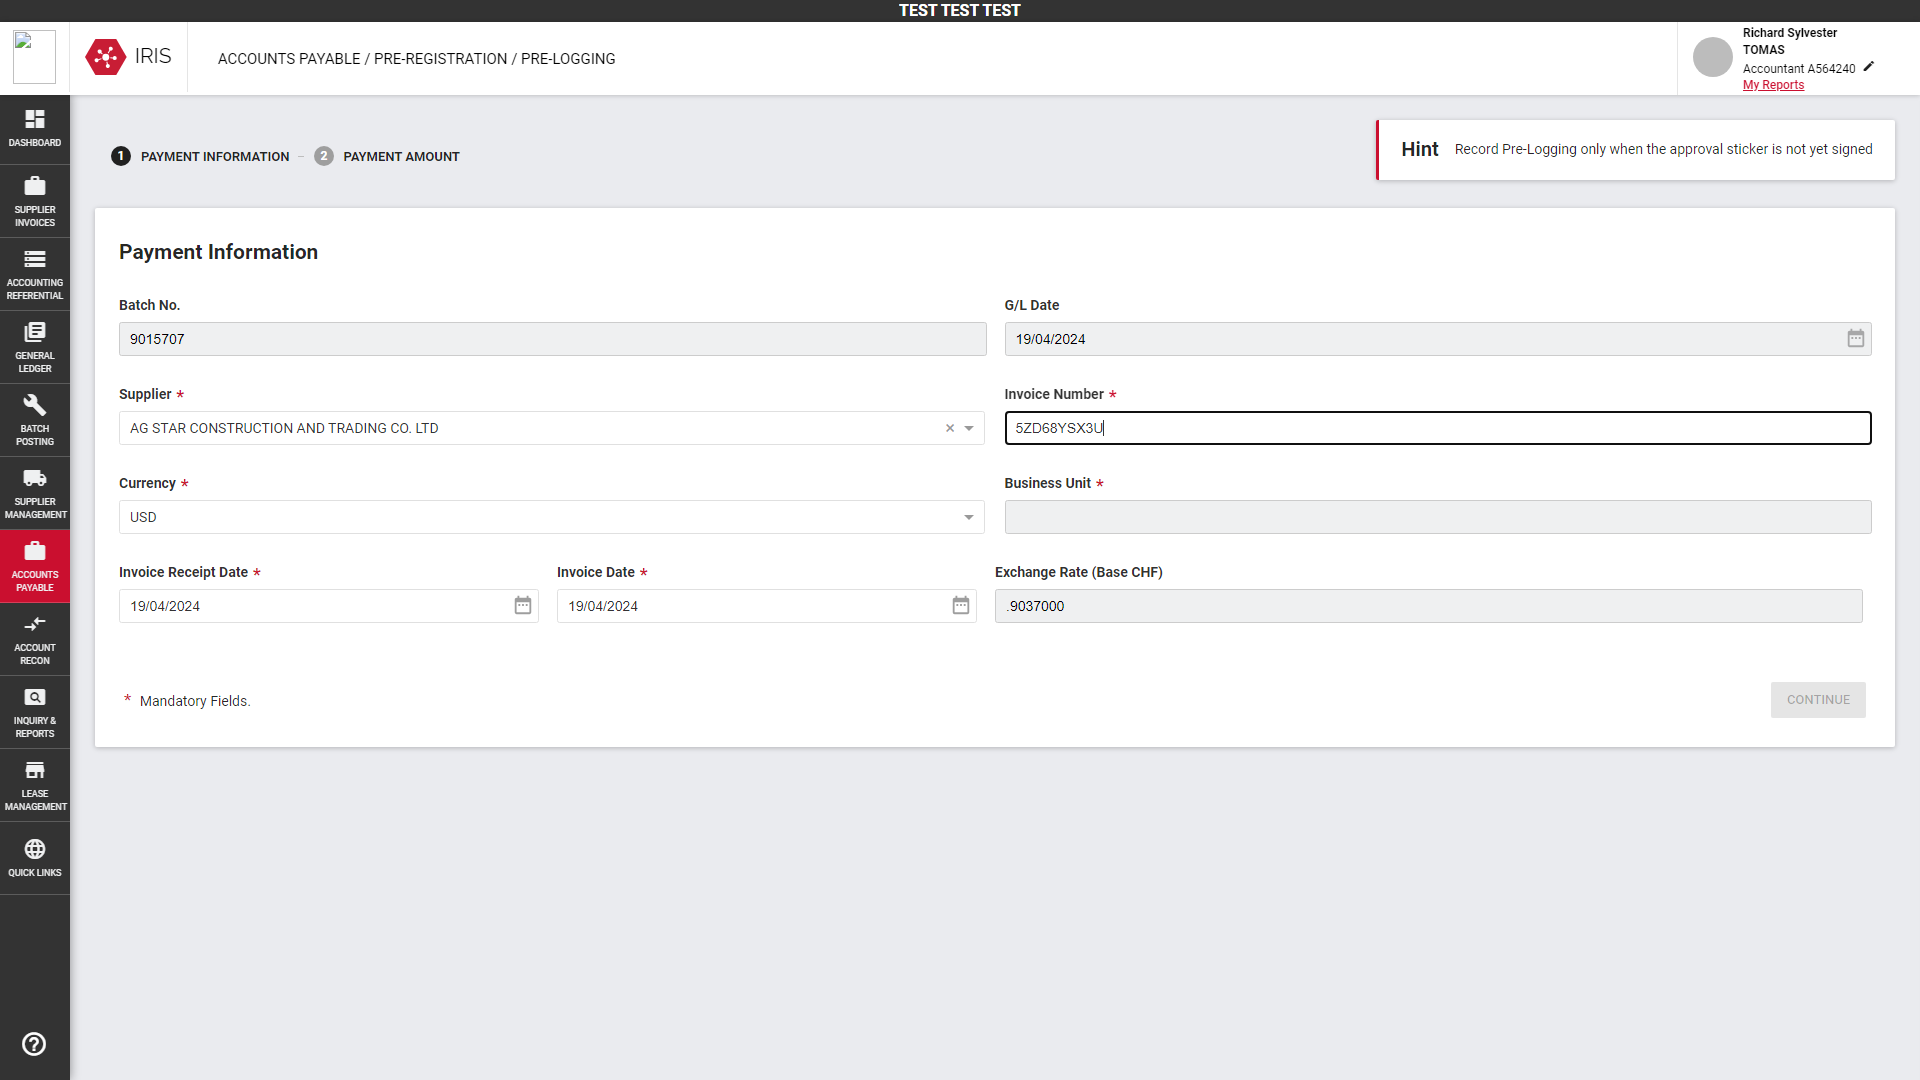 TEST TEST TEST
IRIS
ACCOUNTS PAYABLE / PRE-REGISTRATION / PRE-LOGGING
Richard Sylvester
TOMAS
Accountant A564240
My Reports
DASHBOARD
SUPPLIER
INVOICES
ACCOUNTING
REFERENTIAL
GENERAL
LEDGER
BATCH
POSTING
SUPPLIER
MANAGEMENT
ACCOUNTS
PAYABLE
ACCOUNT
RECON
INQUIRY &
REPORTS
LEASE
MANAGEMENT
QUICK LINKS
1 PAYMENT INFORMATION – 2 PAYMENT AMOUNT
Hint Record Pre-Logging only when the approval sticker is not yet signed
Payment Information
Batch No.
9015707
G/L Date
19/04/2024
Supplier *
AG STAR CONSTRUCTION AND TRADING CO. LTD
Invoice Number *
5ZD68YSX3U
Currency *
USD
Business Unit *
Invoice Receipt Date *
19/04/2024
Invoice Date *
19/04/2024
Exchange Rate (Base CHF)
.9037000
* Mandatory Fields.
CONTINUE